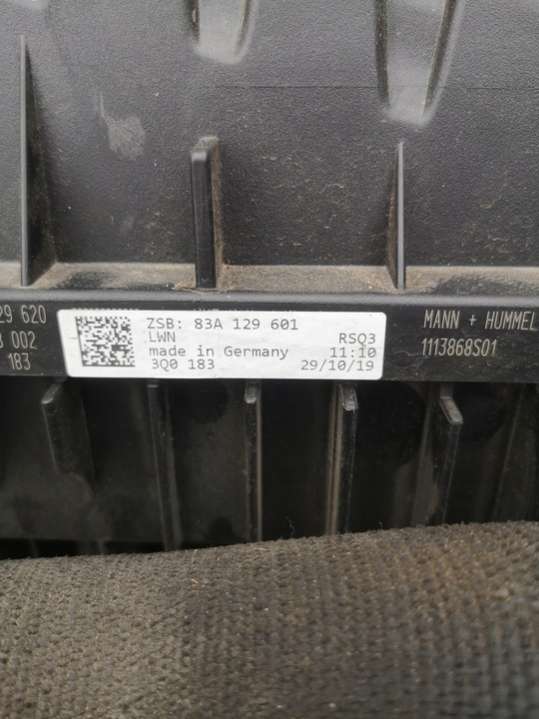 29 620
002
183
ZSB: 83A 129 601
LWN RSQ3
made in Germany 11:10
3Q0 183 29/10/19
MANN + HUMMEL
1113868S01